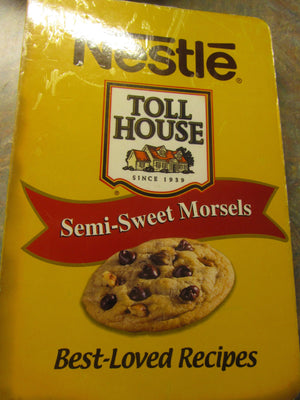 Nestlé®
TOLL
HOUSE
SINCE 1939
®
Semi-Sweet Morsels
Best-Loved Recipes